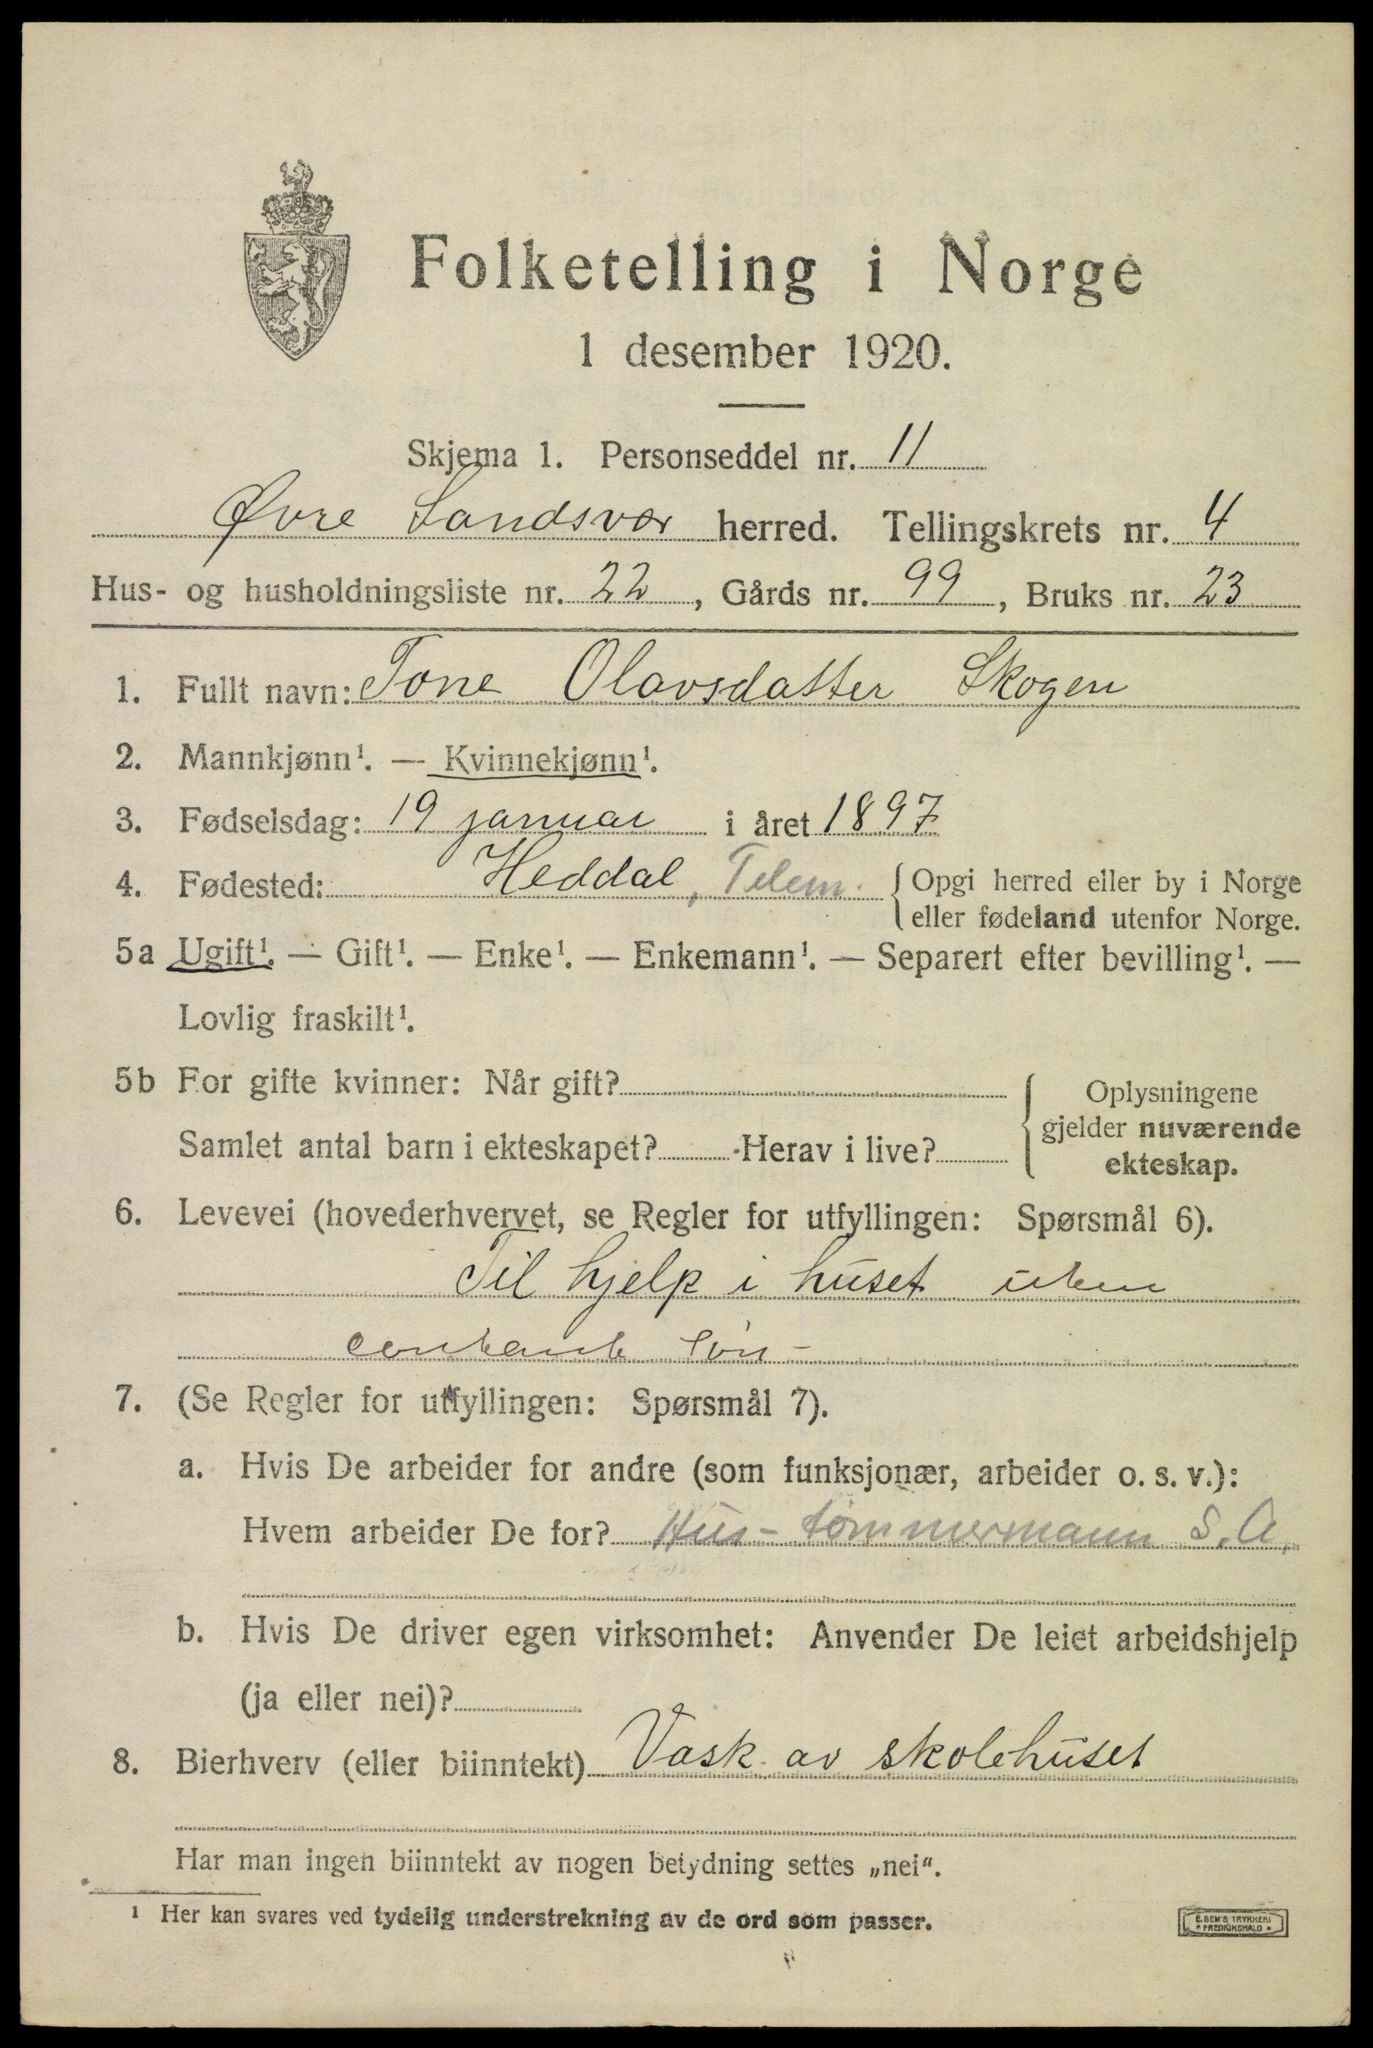 Folketelling i Norge
1 desember 1920.
Skjema 1. Personseddel nr. 11
Øvre Sandsvær herred. Tellingskrets nr. 4
Hus- og husholdningsliste nr. 22, Gårds nr. 99, Bruks nr. 23
1. Fullt navn: Tone Olavsdatter Skogen
2. Mannkjønn¹. — Kvinnekjønn¹.
3. Fødselsdag: 19 januar i året 1897
4. Fødested: Heddal, Telem. { Opgi herred eller by i Norge
eller fødeland utenfor Norge.
5a Ugift¹. — Gift¹. — Enke¹. — Enkemann¹. — Separert efter bevilling¹. —
Lovlig fraskilt¹.
5b For gifte kvinner: Når gift?
Samlet antal barn i ekteskapet? Herav i live?
{ Oplysningene
gjelder nuværende
ekteskap.
6. Levevei (hovederhvervet, se Regler for utfyllingen: Spørsmål 6).
Til hjelp i huset uten
contant løn -
7. (Se Regler for utfyllingen: Spørsmål 7).
a. Hvis De arbeider for andre (som funksjonær, arbeider o. s. v.):
Hvem arbeider De for? Hus-tømmermann S. A.
b. Hvis De driver egen virksomhet: Anvender De leiet arbeidshjelp
(ja eller nei)?
8. Bierhverv (eller biinntekt) Vask av skolehuset
Har man ingen biinntekt av nogen betydning settes „nei“.
¹ Her kan svares ved tydelig understrekning av de ord som passer.
E. SEM'S TRYKKERI
* FREDRIKSHALD *